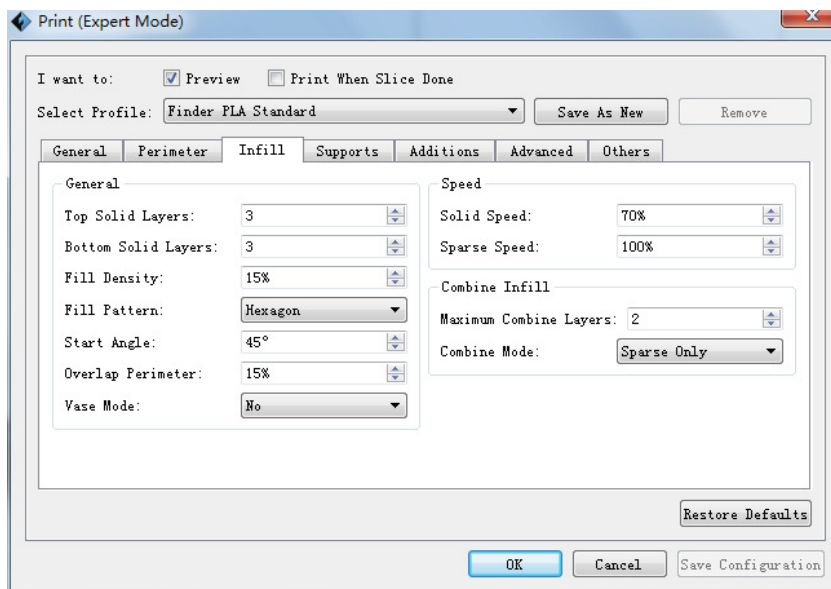 Print (Expert Mode)
I want to: Preview Print When Slice Done
Select Profile: Finder PLA Standard Save As New Remove
General Perimeter Infill Supports Additions Advanced Others
General
Top Solid Layers: 3
Bottom Solid Layers: 3
Fill Density: 15%
Fill Pattern: Hexagon
Start Angle: 45°
Overlap Perimeter: 15%
Vase Mode: No
Speed
Solid Speed: 70%
Sparse Speed: 100%
Combine Infill
Maximum Combine Layers: 2
Combine Mode: Sparse Only
Restore Defaults
OK Cancel Save Configuration